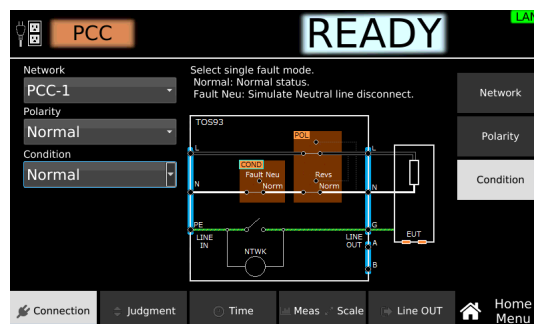 LAN
PCC
READY
Network
PCC-1
Polarity
Normal
Condition
Normal
Select single fault mode.
Normal: Normal status.
Fault Neu: Simulate Neutral line disconnect.
TOS93
POL
L
L
COND
Fault Neu
Revs
Norm
Norm
N
N
PE
G
LINE
IN
NTWK
LINE
OUT
A
B
EUT
Network
Polarity
Condition
Connection
Judgment
Time
Meas
Scale
Line OUT
Home
Menu